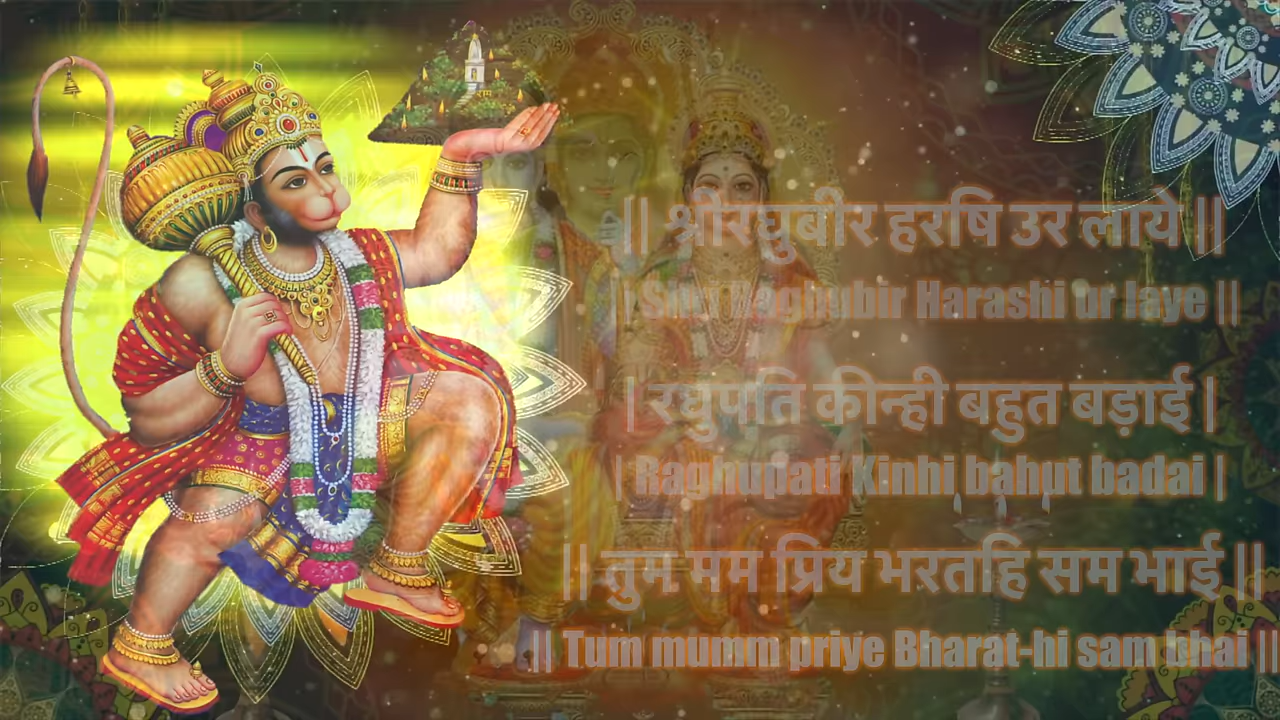 || श्रीरघुबीर हरषि उर लाये ||
|| Shri Raghubir Harashi ur laye ||
| रघुपति कीन्ही बहुत बड़ाई |
| Raghupati Kinhi bahut badai |
|| तुम मम प्रिय भरतहि सम भाई ||
|| Tum mumm priye Bharat-hi sam bhai ||